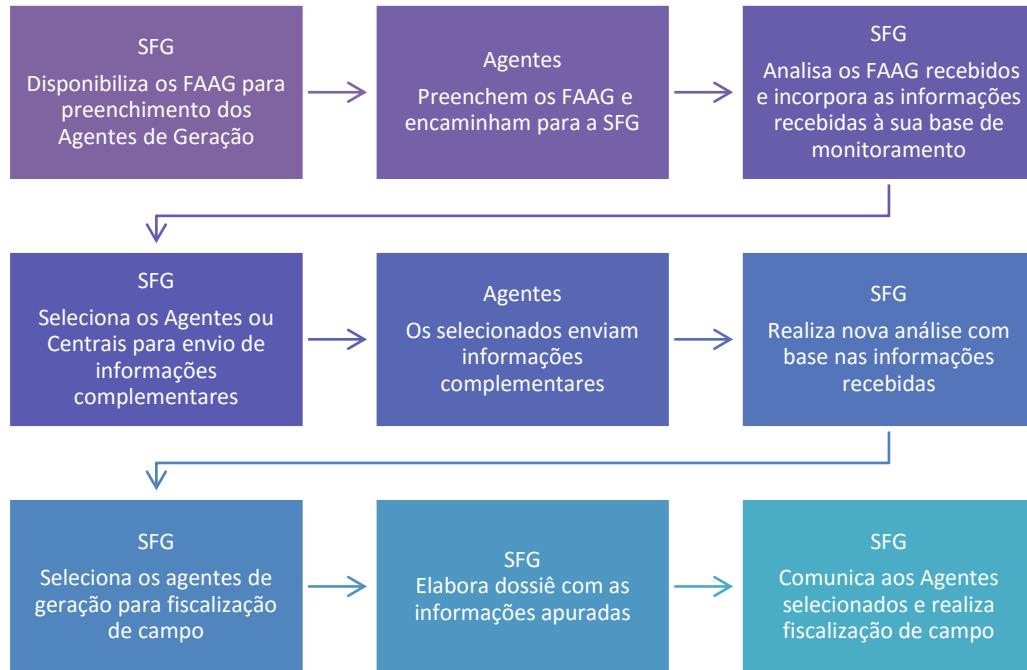 SFG
Disponibiliza os FAAG para
preenchimento dos
Agentes de Geração
Agentes
Preenchem os FAAG e
encaminham para a SFG
SFG
Analisa os FAAG recebidos
e incorpora as informações
recebidas à sua base de
monitoramento
SFG
Seleciona os Agentes ou
Centrais para envio de
informações
complementares
Agentes
Os selecionados enviam
informações
complementares
SFG
Realiza nova análise com
base nas informações
recebidas
SFG
Seleciona os agentes de
geração para fiscalização
de campo
SFG
Elabora dossiê com as
informações apuradas
SFG
Comunica aos Agentes
selecionados e realiza
fiscalização de campo